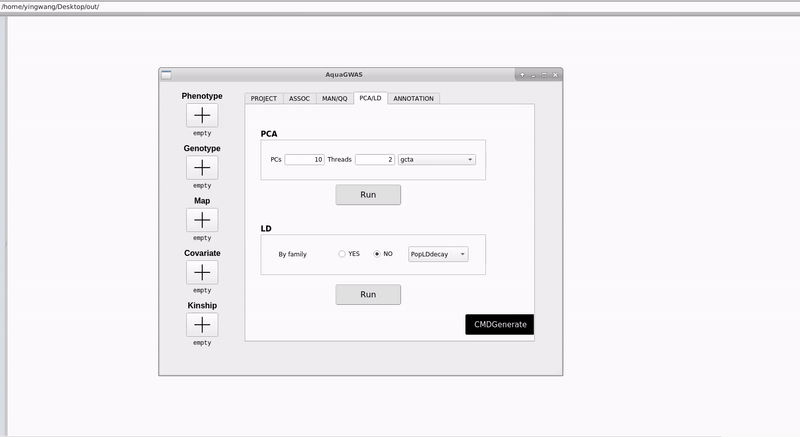 /home/yingwang/Desktop/out/
AquaGWAS
Phenotype
empty
Genotype
empty
Map
empty
Covariate
empty
Kinship
empty
PROJECT ASSOC MAN/QQ PCA/LD ANNOTATION
PCA
PCs 10 Threads 2 gcta
Run
LD
By family YES NO PopLDdecay
Run
CMDGenerate